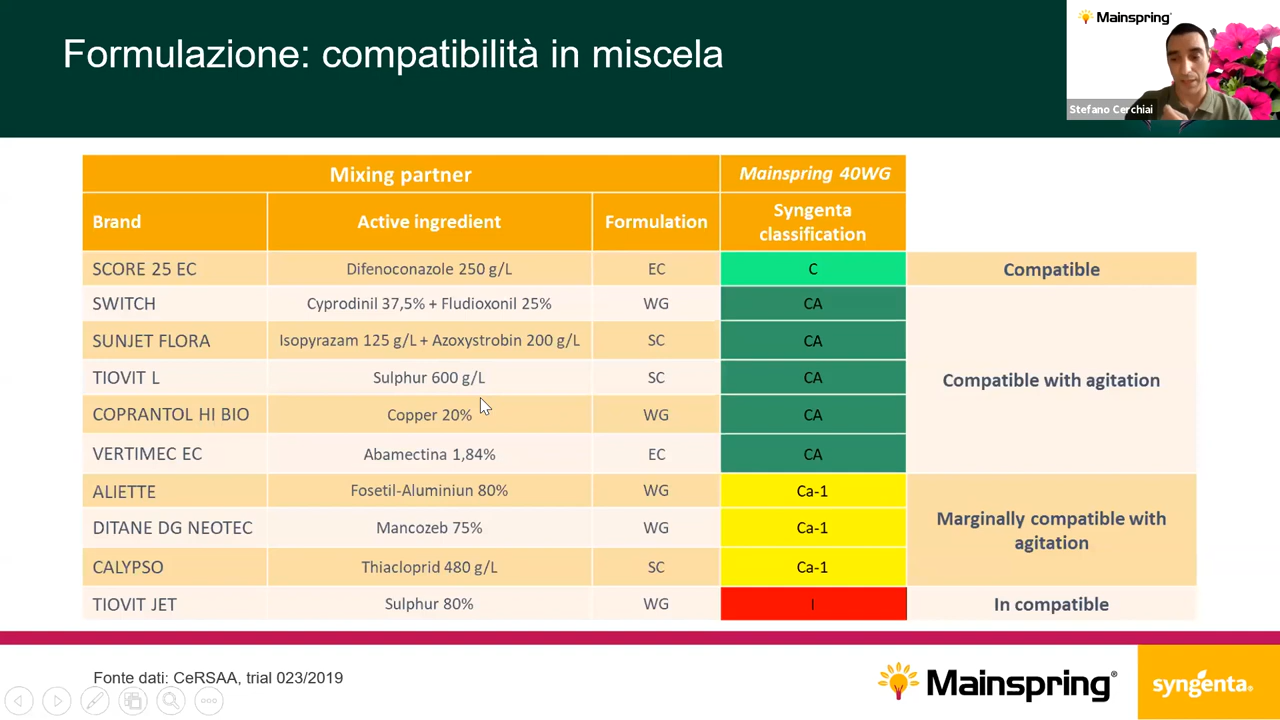 Formulazione: compatibilità in miscela
Mainspring
Stefano Cerchiai
Mixing partner Mainspring 40WG
Brand Active ingredient Formulation Syngenta classification
SCORE 25 EC Difenoconazole 250 g/L EC C Compatible
SWITCH Cyprodinil 37,5% + Fludioxonil 25% WG CA
SUNJET FLORA Isopyrazam 125 g/L + Azoxystrobin 200 g/L SC CA
TIOVIT L Sulphur 600 g/L SC CA Compatible with agitation
COPRANTOL HI BIO Copper 20% WG CA
VERTIMEC EC Abamectina 1,84% EC CA
ALIETTE Fosetil-Aluminiun 80% WG Ca-1
DITANE DG NEOTEC Mancozeb 75% WG Ca-1 Marginally compatible with agitation
CALYPSO Thiacloprid 480 g/L SC Ca-1
TIOVIT JET Sulphur 80% WG I In compatible
Fonte dati: CeRSAA, trial 023/2019
Mainspring®
syngenta®